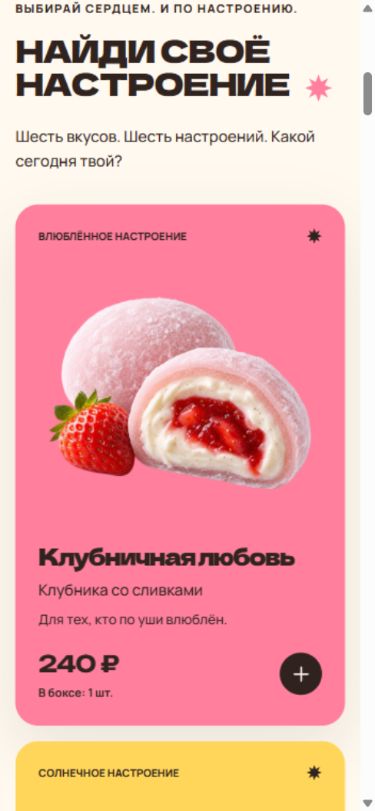 ВЫБИРАЙ СЕРДЦЕМ. И ПО НАСТРОЕНИЮ.
НАЙДИ СВОЁ
НАСТРОЕНИЕ
Шесть вкусов. Шесть настроений. Какой
сегодня твой?
ВЛЮБЛЁННОЕ НАСТРОЕНИЕ
Клубничная любовь
Клубника со сливками
Для тех, кто по уши влюблён.
240 ₽
В боксе: 1 шт.
+
СОЛНЕЧНОЕ НАСТРОЕНИЕ